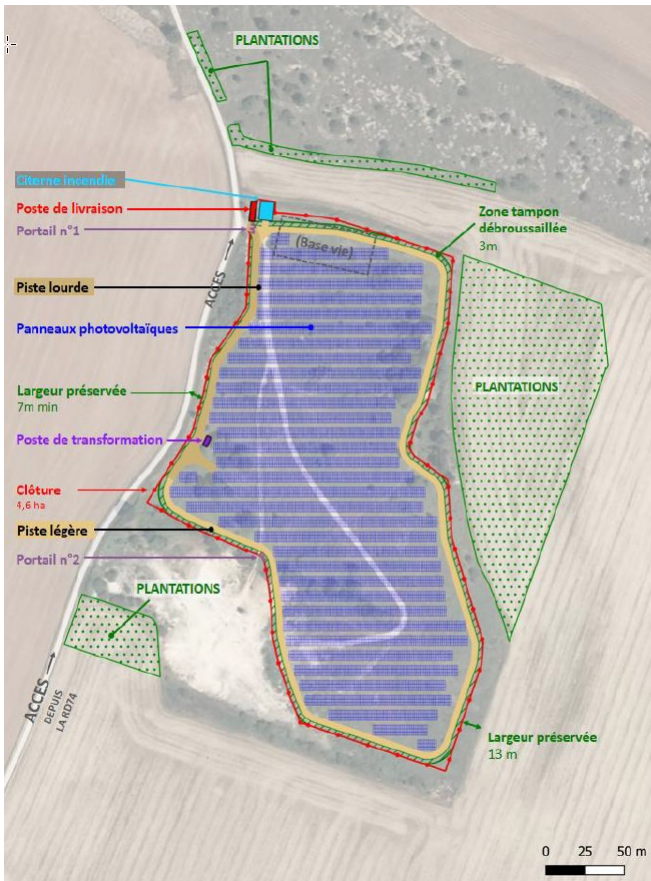 PLANTATIONS
Citerne incendie
Poste de livraison
Portail n°1
Zone tampon
débroussaillée
3m
(Base vie)
ACCES
Piste lourde
Panneaux photovoltaïques
PLANTATIONS
Largeur préservée
7m min
Poste de transformation
Clôture
4,6 ha
Piste légère
Portail n°2
PLANTATIONS
ACCES
DEPUIS
LA RD74
Largeur préservée
13 m
0 25 50 m